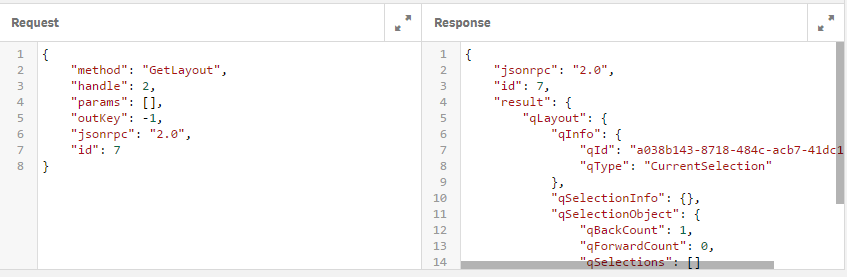 Request
1 {
2 "method": "GetLayout",
3 "handle": 2,
4 "params": [],
5 "outKey": -1,
6 "jsonrpc": "2.0",
7 "id": 7
8 }
Response
1 {
2 "jsonrpc": "2.0",
3 "id": 7,
4 "result": {
5 "qLayout": {
6 "qInfo": {
7 "qId": "a038b143-8718-484c-acb7-41dc1
8 "qType": "CurrentSelection"
9 },
10 "qSelectionInfo": {},
11 "qSelectionObject": {
12 "qBackCount": 1,
13 "qForwardCount": 0,
14 "qSelections": []